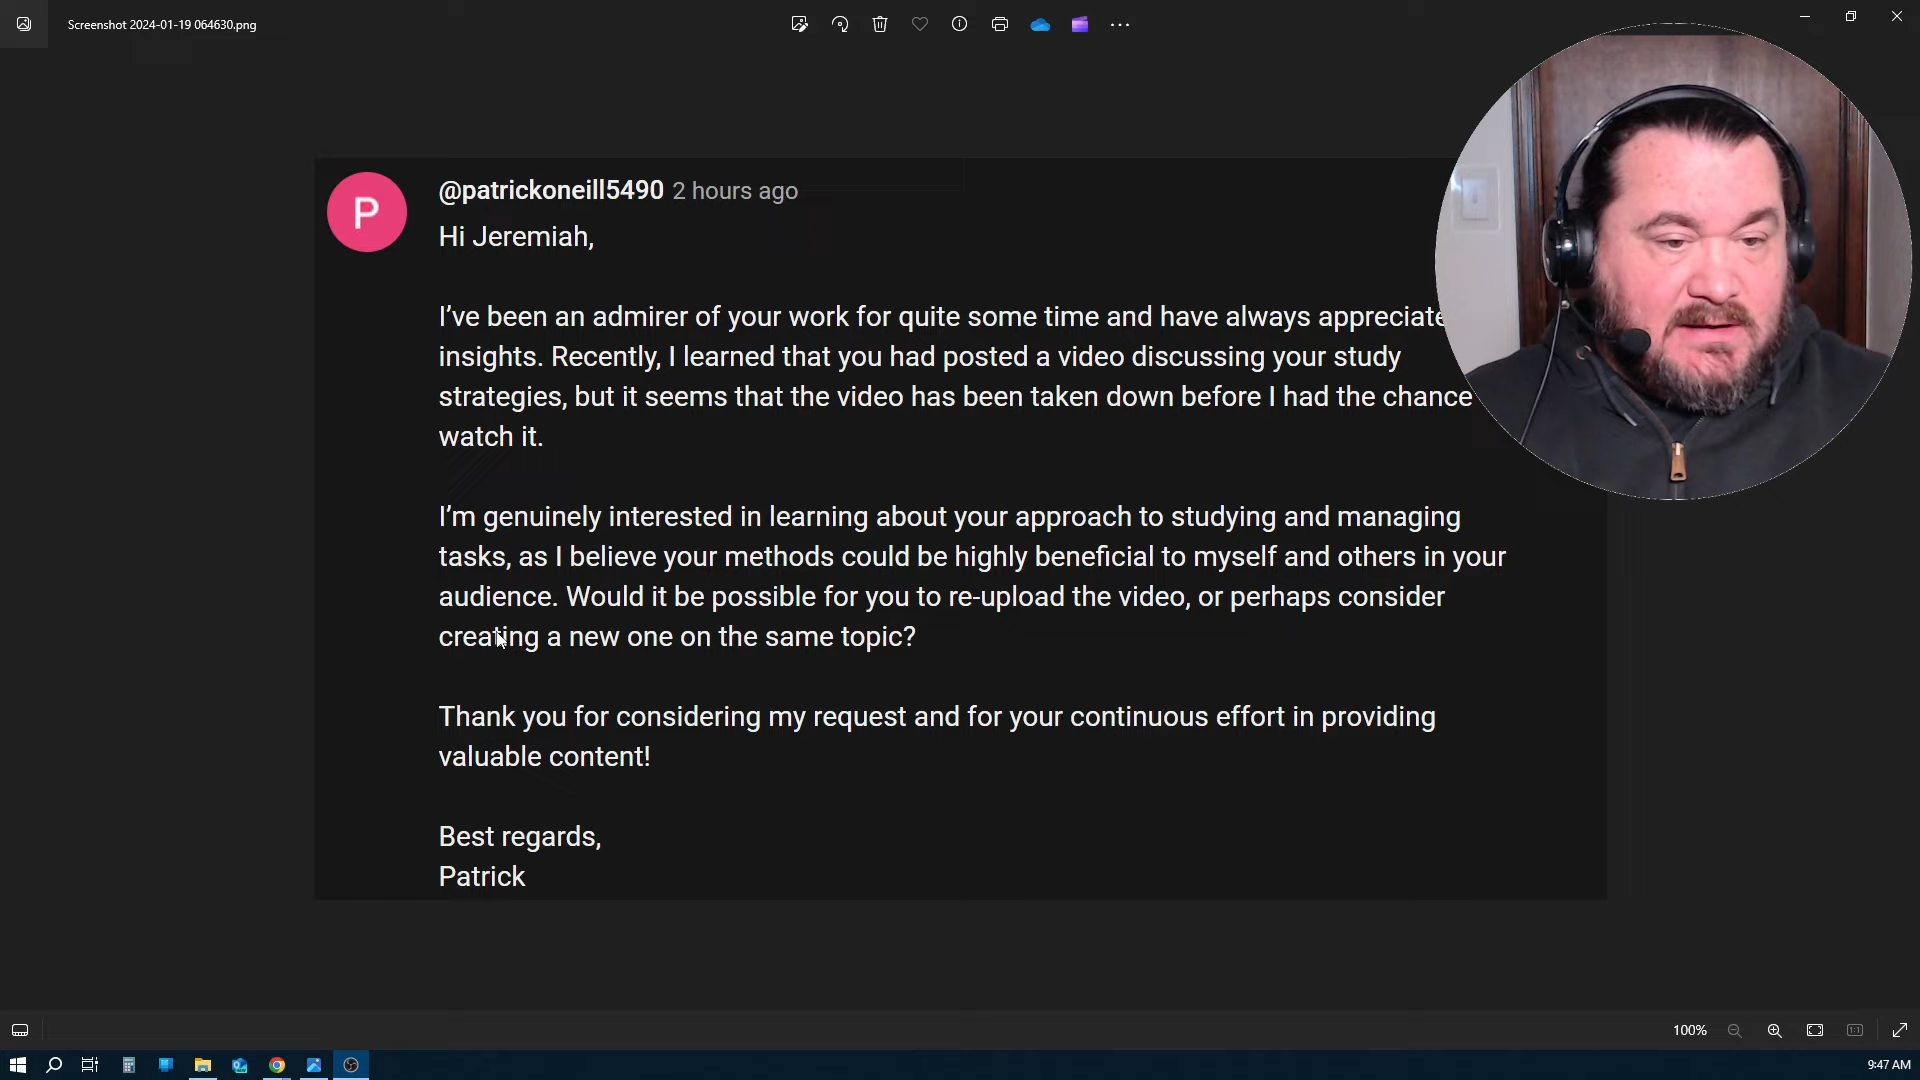 Screenshot 2024-01-19 064630.png
P
@patrickoneill5490 2 hours ago
Hi Jeremiah,
I've been an admirer of your work for quite some time and have always
insights. Recently, I learned that you had posted a video discussing your study
strategies, but it seems that the video has been taken down before I had the chance
watch it.
I'm genuinely interested in learning about your approach to studying and managing
tasks, as I believe your methods could be highly beneficial to myself and others in your
audience. Would it be possible for you to re-upload the video, or perhaps consider
creating a new one on the same topic?
Thank you for considering my request and for your continuous effort in providing
valuable content!
Best regards,
Patrick
100%
1:1
9:47 AM